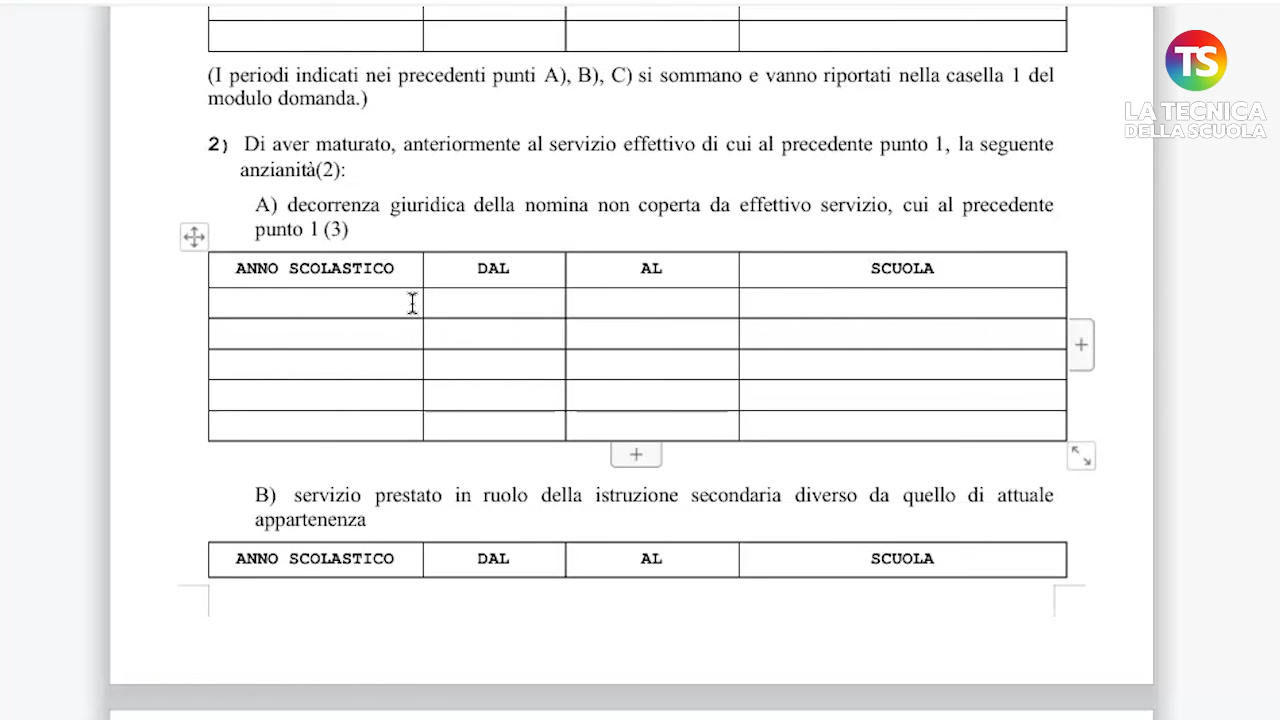 TS
LA TECNICA
DELLA SCUOLA
(I periodi indicati nei precedenti punti A), B), C) si sommano e vanno riportati nella casella 1 del
modulo domanda.)
2) Di aver maturato, anteriormente al servizio effettivo di cui al precedente punto 1, la seguente
anzianità(2):
A) decorrenza giuridica della nomina non coperta da effettivo servizio, cui al precedente
punto 1 (3)
ANNO SCOLASTICO DAL AL SCUOLA
B) servizio prestato in ruolo della istruzione secondaria diverso da quello di attuale
appartenenza
ANNO SCOLASTICO DAL AL SCUOLA